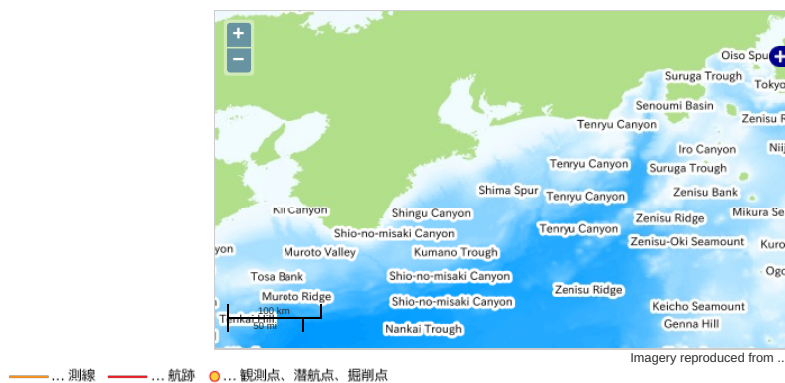 +
−
Oiso Spu
+
Suruga Trough
Tokyo
Senoumi Basin
Zenisu R
Tenryu Canyon
Iro Canyon
Nii
Tenryu Canyon
Suruga Trough
Shima Spur
Tenryu Canyon
Zenisu Bank
Kii Canyon
Shingu Canyon
Mikura Se
Zenisu Ridge
Shio-no-misaki Canyon
Tenryu Canyon
Zenisu-Oki Seamount
Kuro
yon
Muroto Valley
Kumano Trough
Tosa Bank
Shio-no-misaki Canyon
Ogo
Muroto Ridge
Zenisu Ridge
Shio-no-misaki Canyon
Keicho Seamount
100 km
Tenkai Hill
50 mi
Nankai Trough
Genna Hill
Imagery reproduced from ...
... 測線 ... 航跡 ... 観測点、潜航点、掘削点